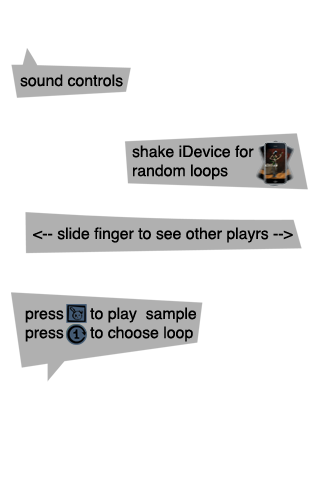 sound controls
shake iDevice for
random loops
<-- slide finger to see other playrs -->
press to play sample
press 1 to choose loop